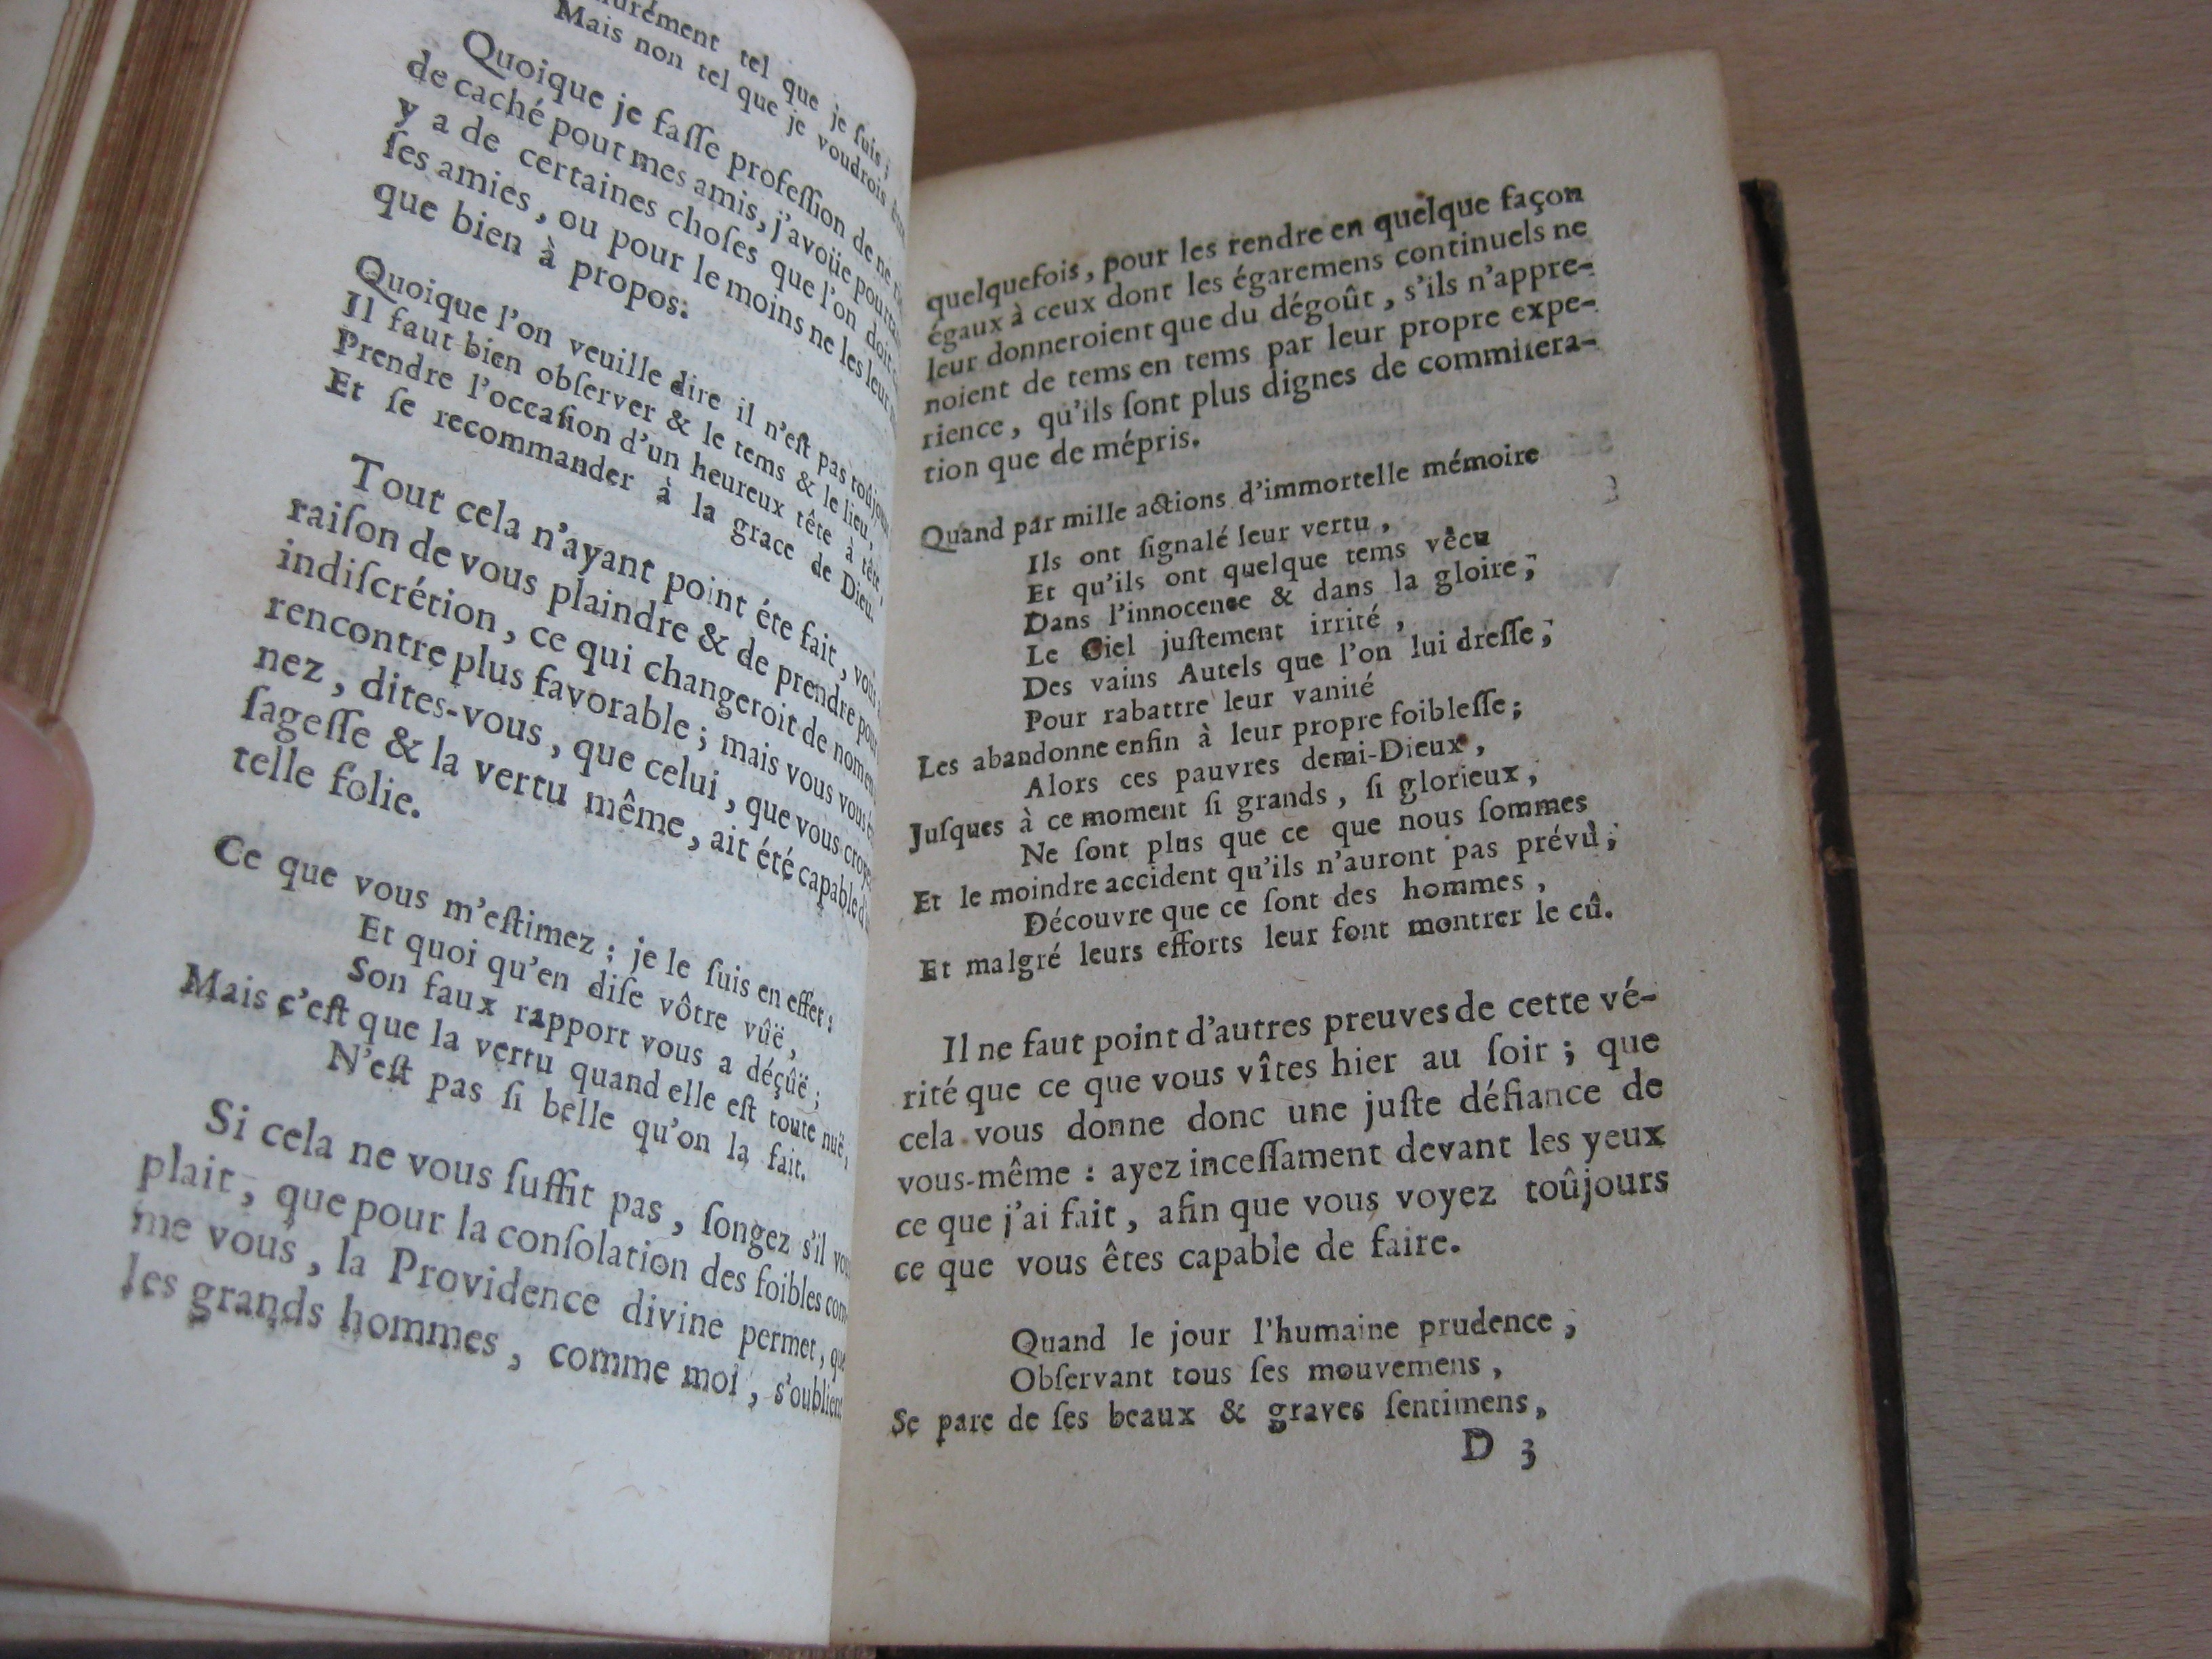 tel que je ſuis;
Mais non tel que je voudrois
Quoique je faſſe profeſſion de ne
de caché pout mes amis, j'avoüe
y a de certaines choſes que l'on doit
ſes amies, ou pour le moins ne les leur
que bien à propos:
Quoique l'on veuille dire il n'eſt pas
Il faut bien obſerver & le tems & le lieu,
Prendre l'occaſion d'un heureux tête à tête,
Et ſe recommander à la grace de Dieu.
Tout cela n'ayant point éte fait,
raiſon de vous plaindre & de prendre pour
indiſcrétion, ce qui changeroit de nom
rencontre plus favorable; mais vous vous
nez, dites-vous, que celui, que vous
ſageſſe & la vertu même, ait été capable
telle folie.
Ce que vous m'eſtimez; je le ſuis en effet;
Et quoi qu'en diſe vôtre vûë,
Son faux rapport vous a déçûë;
Mais c'eſt que la vertu quand elle eſt toute nuë,
N'eſt pas ſi belle qu'on la fait.
Si cela ne vous ſuffit pas, ſongez s'il
plait, que pour la conſolation des foibles
me vous, la Providence divine permet,
les grands hommes, comme moi, s'oublient
quelquefois, pour les rendre en quelque façon
égaux à ceux dont les égaremens continuels ne
leur donneroient que du dégoût, s'ils n'appre-
noient de tems en tems par leur propre expe-
rience, qu'ils ſont plus dignes de commiſera-
tion que de mépris.
Quand par mille actions d'immortelle mémoire
Ils ont ſignalé leur vertu,
Et qu'ils ont quelque tems vécu
Dans l'innocence & dans la gloire;
Le Ciel juſtement irrité,
Des vains Autels que l'on lui dreſſe;
Pour rabattre leur vanité
Les abandonne enfin à leur propre foibleſſe;
Alors ces pauvres demi-Dieux,
Juſques à ce moment ſi grands, ſi glorieux,
Ne ſont plus que ce que nous ſommes
Et le moindre accident qu'ils n'auront pas prévû;
Découvre que ce ſont des hommes,
Et malgré leurs efforts leur font montrer le cû.
Il ne faut point d'autres preuves de cette vé-
rité que ce que vous vîtes hier au ſoir; que
cela vous donne donc une juſte défiance de
vous-même: ayez inceſſament devant les yeux
ce que j'ai fait, afin que vous voyez toûjours
ce que vous êtes capable de faire.
Quand le jour l'humaine prudence,
Obſervant tous ſes mouvemens,
Se pare de ſes beaux & graves ſentimens,
D 3